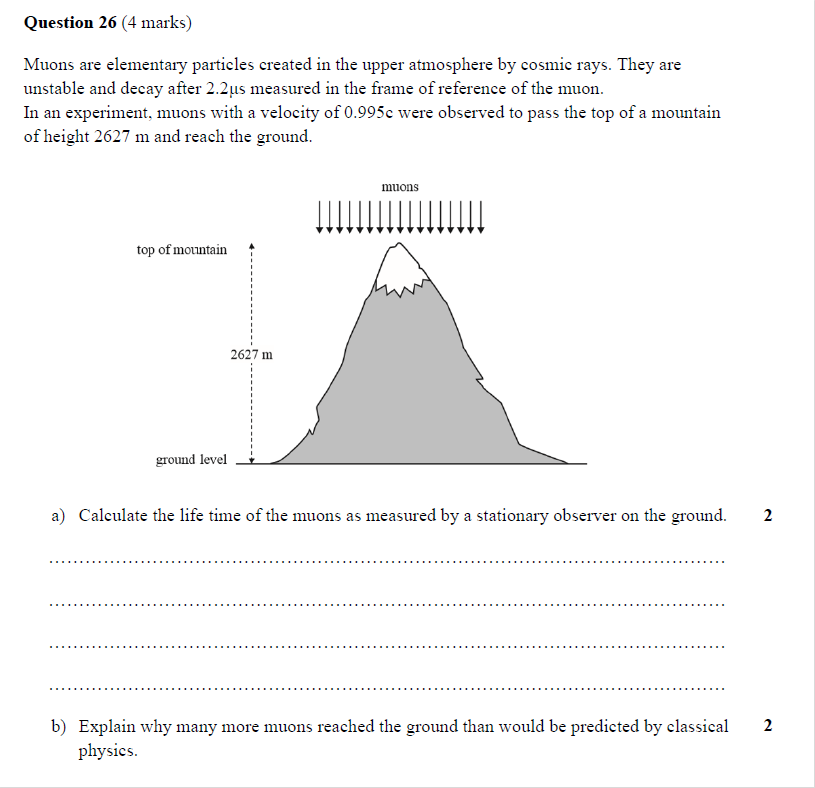 Question 26 (4 marks)
Muons are elementary particles created in the upper atmosphere by cosmic rays. They are
unstable and decay after 2.2μs measured in the frame of reference of the muon.
In an experiment, muons with a velocity of 0.995c were observed to pass the top of a mountain
of height 2627 m and reach the ground.
muons
top of mountain
2627 m
ground level
a) Calculate the life time of the muons as measured by a stationary observer on the ground. 2
b) Explain why many more muons reached the ground than would be predicted by classical 2
physics.